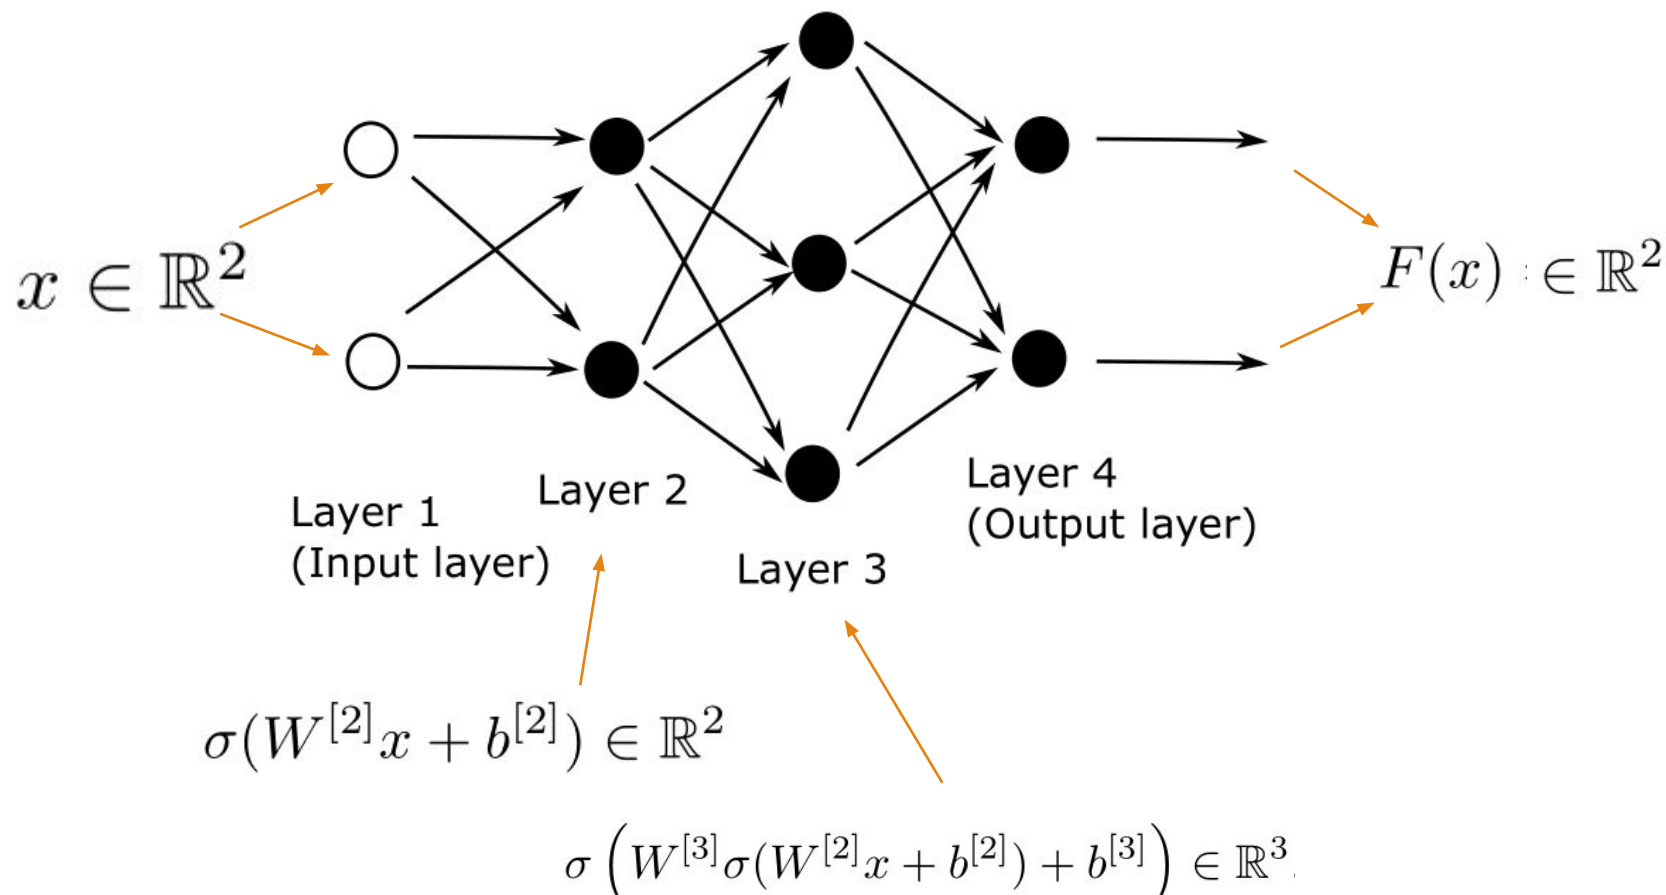 x ∈ ℝ²
F(x) : ∈ ℝ²
Layer 1
(Input layer)
Layer 2
Layer 3
Layer 4
(Output layer)
σ(W^{[2]}x + b^{[2]}) ∈ ℝ²
σ(W^{[3]}σ(W^{[2]}x + b^{[2]}) + b^{[3]}) ∈ ℝ³.